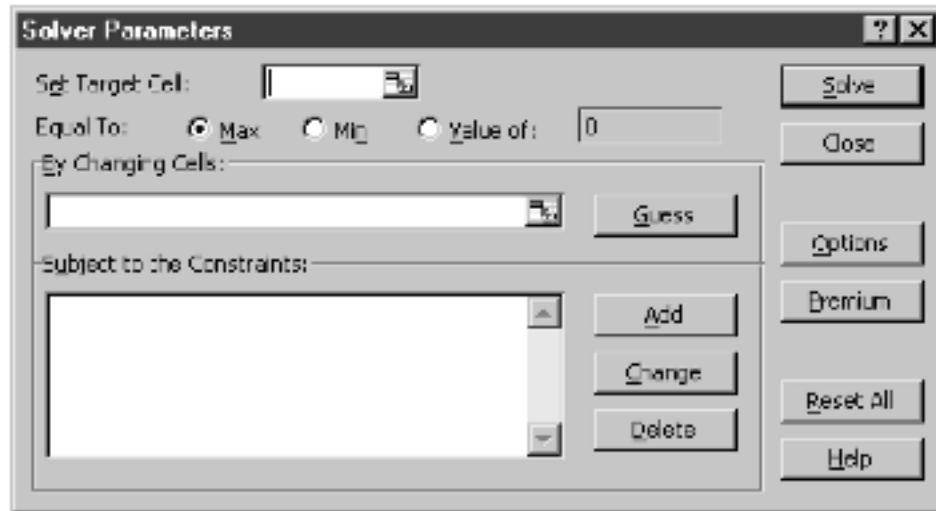 Solver Parameters ? X
Set Target Cell: Solve
Equal To: Max Min Value of: 0
Close
By Changing Cells:
Guess
Options
Subject to the Constraints:
Add Premium
Change
Reset All
Delete
Help